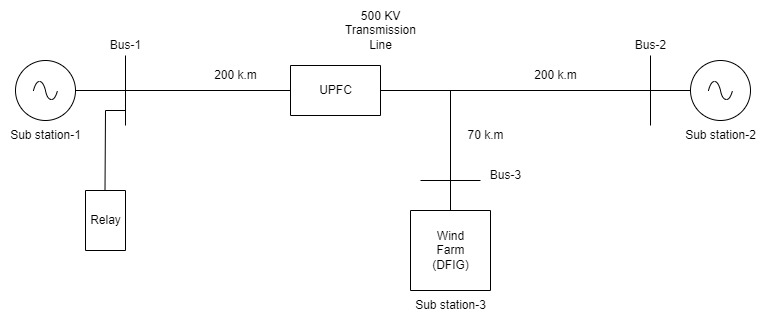 500 KV
Transmission
Line
Bus-1
Bus-2
200 k.m
200 k.m
UPFC
Sub station-1
Sub station-2
70 k.m
Bus-3
Relay
Wind
Farm
(DFIG)
Sub station-3